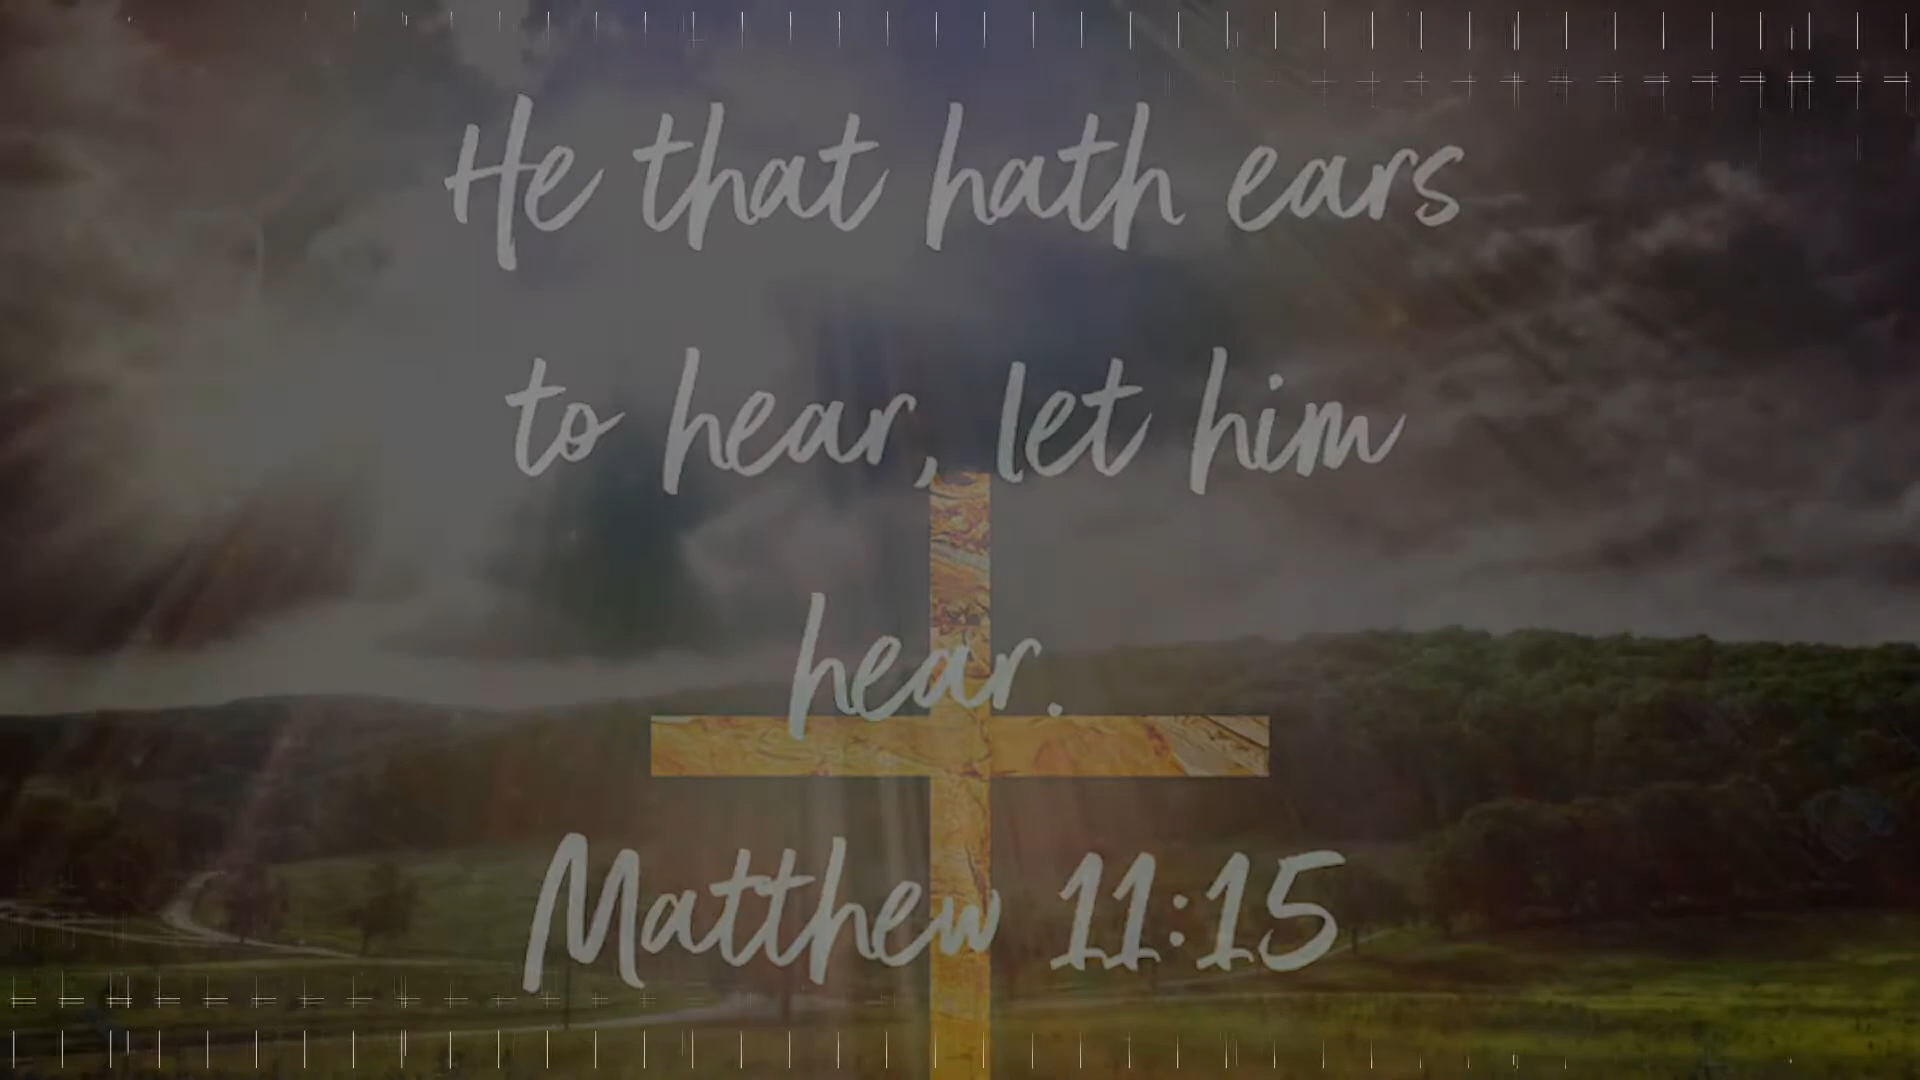 He that hath ears
to hear, let him
hear.
Matthew 11:15